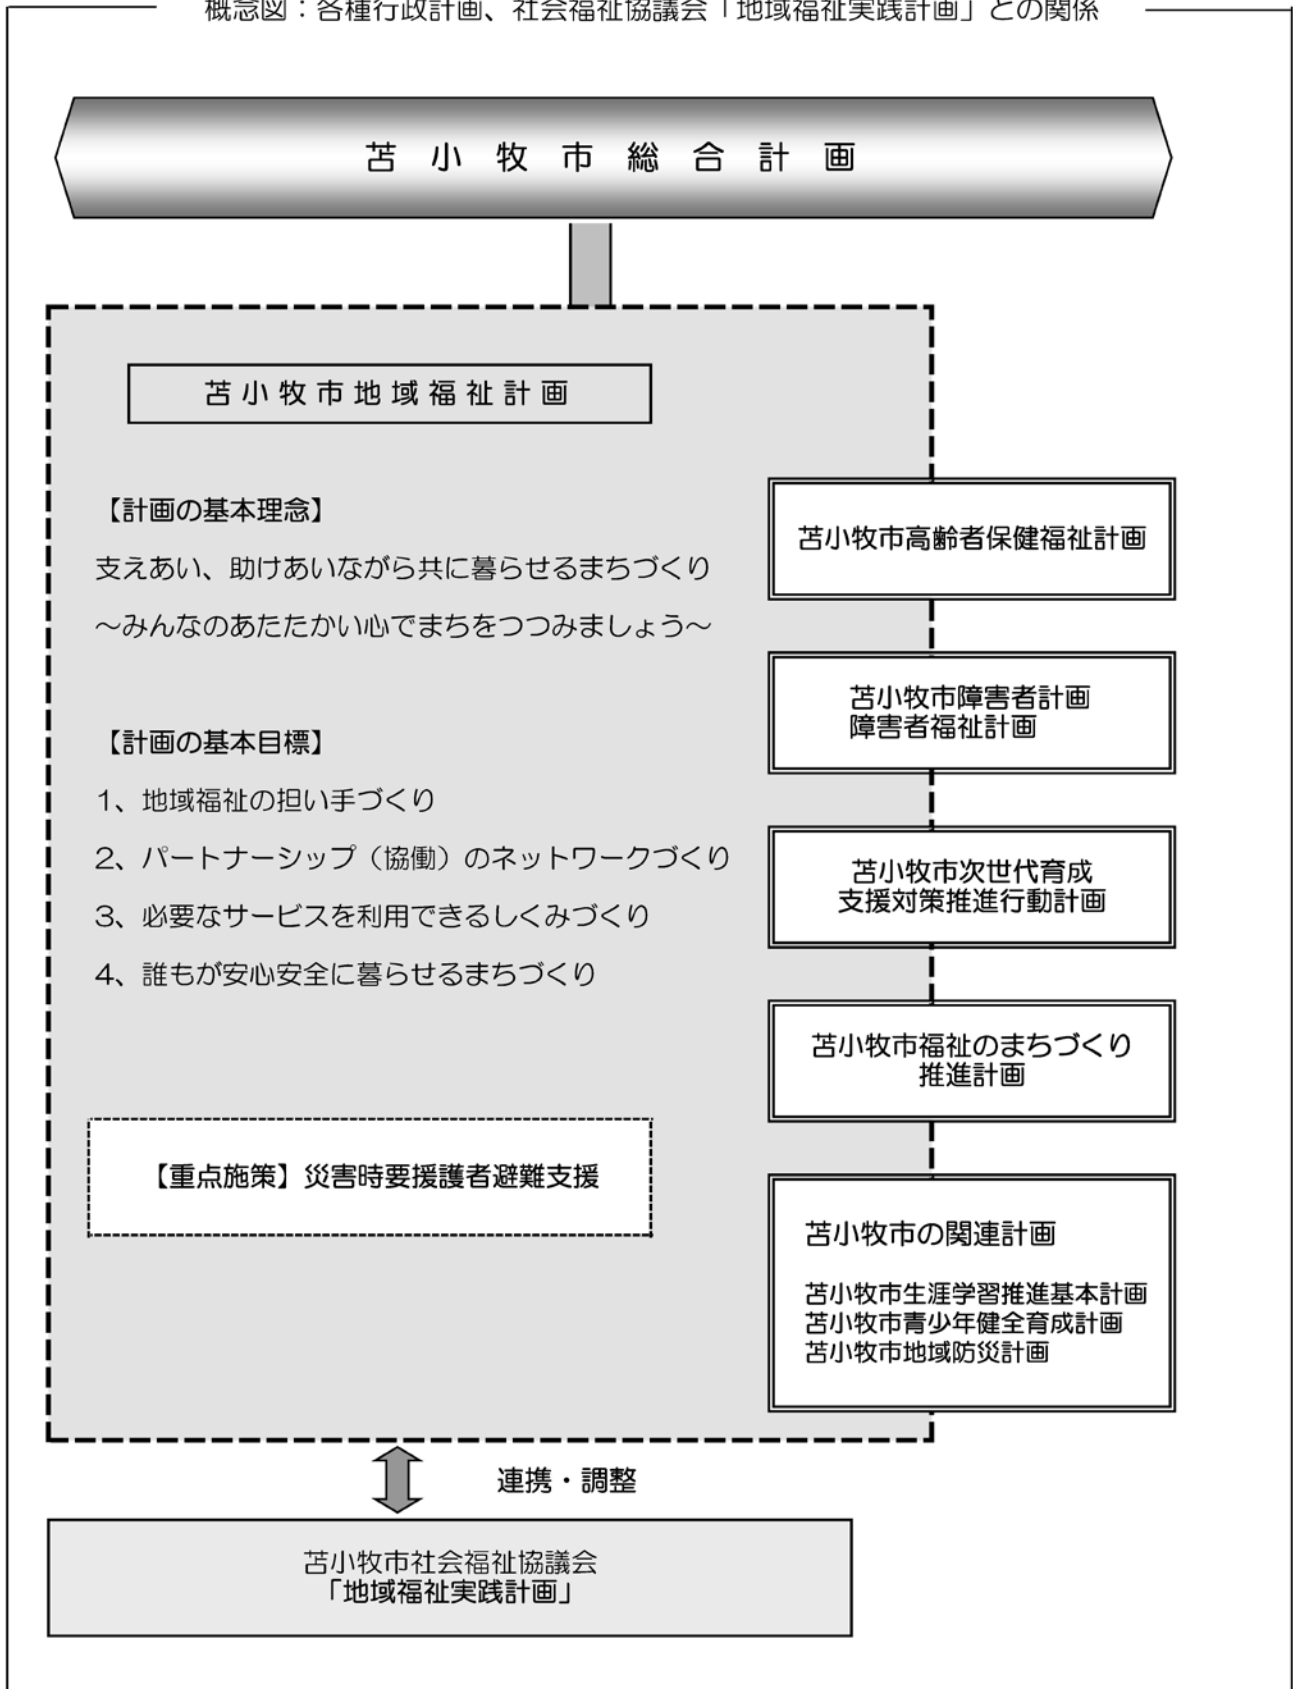 概念図：各種行政計画、社会福祉協議会「地域福祉実践計画」との関係
苫小牧市総合計画
苫小牧市地域福祉計画
【計画の基本理念】
支えあい、助けあいながら共に暮らせるまちづくり
～みんなのあたたかい心でまちをつつみましょう～
【計画の基本目標】
1、地域福祉の担い手づくり
2、パートナーシップ（協働）のネットワークづくり
3、必要なサービスを利用できるしくみづくり
4、誰もが安心安全に暮らせるまちづくり
【重点施策】災害時要援護者避難支援
苫小牧市高齢者保健福祉計画
苫小牧市障害者計画
障害者福祉計画
苫小牧市次世代育成
支援対策推進行動計画
苫小牧市福祉のまちづくり
推進計画
苫小牧市の関連計画
苫小牧市生涯学習推進基本計画
苫小牧市青少年健全育成計画
苫小牧市地域防災計画
連携・調整
苫小牧市社会福祉協議会
「地域福祉実践計画」